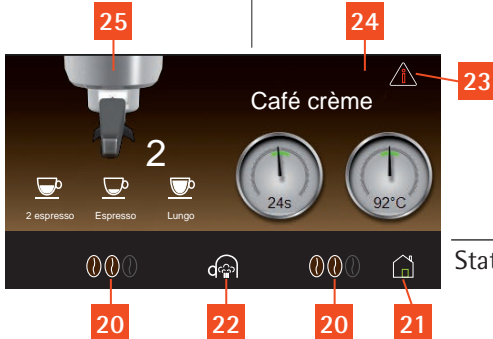 25
24
23
Café crème
2
24s
92°C
2 espresso
Espresso
Lungo
Stat
20
22
20
21